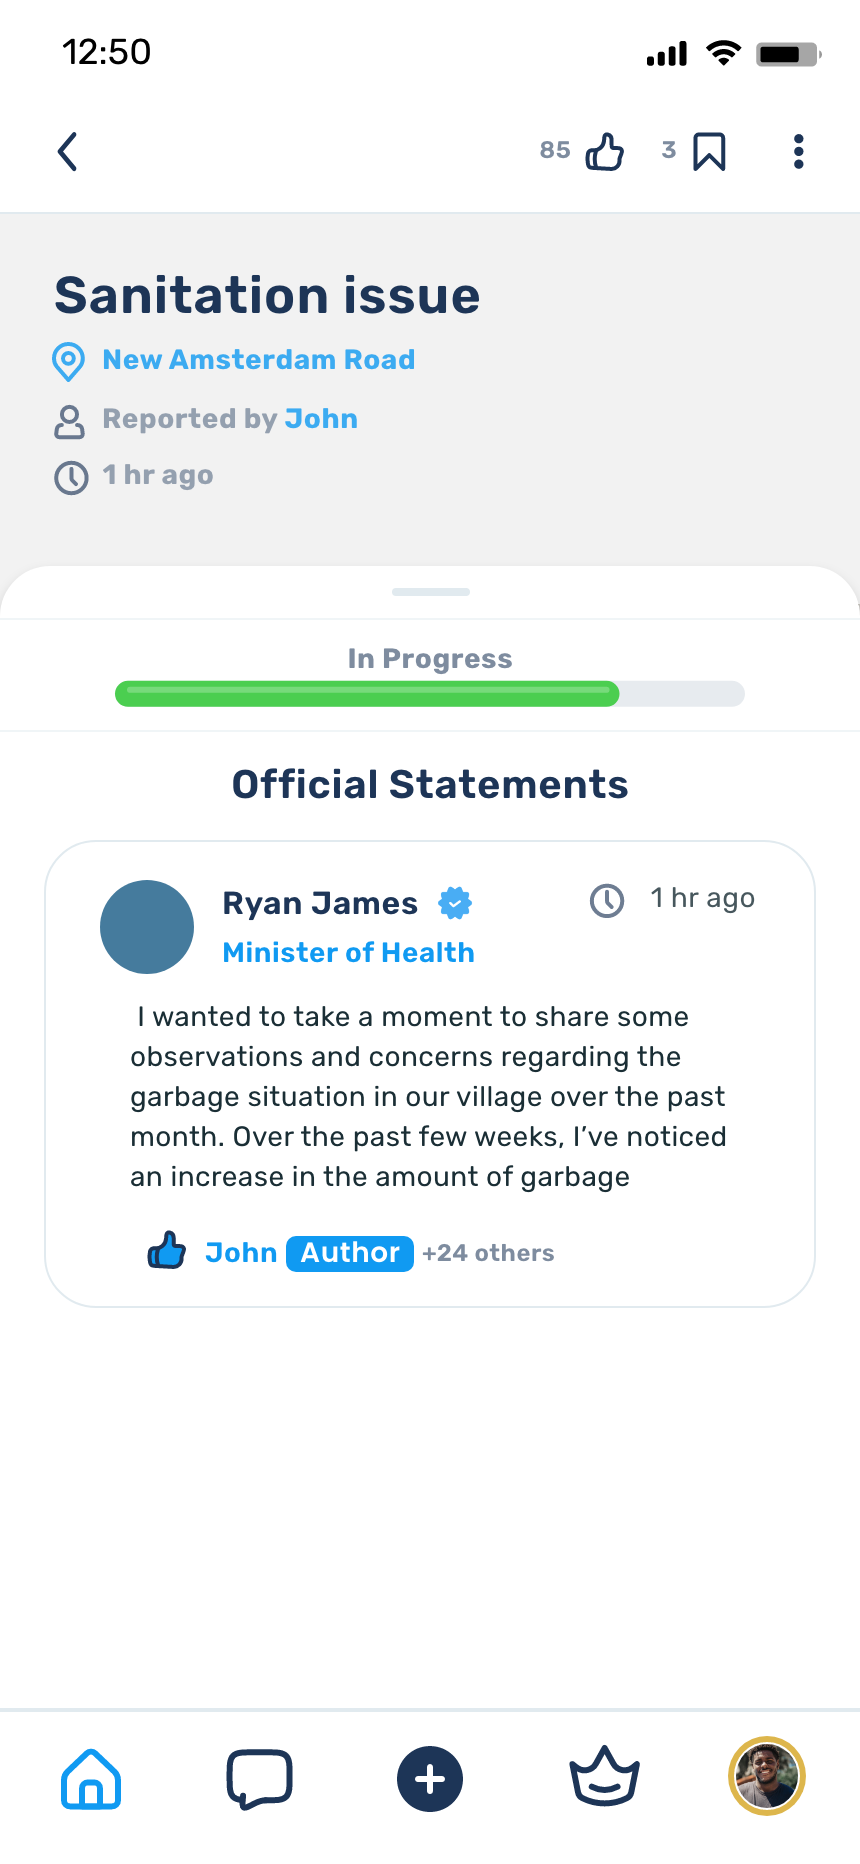 12:50
85 3
Sanitation issue
New Amsterdam Road
Reported by John
1 hr ago
In Progress
Official Statements
Ryan James
1 hr ago
Minister of Health
I wanted to take a moment to share some
observations and concerns regarding the
garbage situation in our village over the past
month. Over the past few weeks, I’ve noticed
an increase in the amount of garbage
John Author +24 others